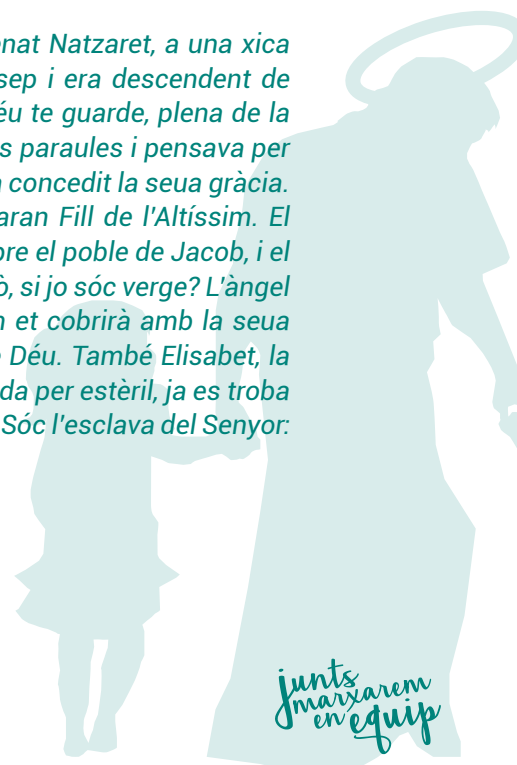 nat Natzaret, a una xica
sep i era descendent de
éu te guarde, plena de la
s paraules i pensava per
concedit la seua gràcia.
aran Fill de l'Altíssim. El
bre el poble de Jacob, i el
ò, si jo sóc verge? L'àngel
et cobrirà amb la seua
Déu. També Elisabet, la
da per estèril, ja es troba
Sóc l'esclava del Senyor:
junts
marxarem
en equip